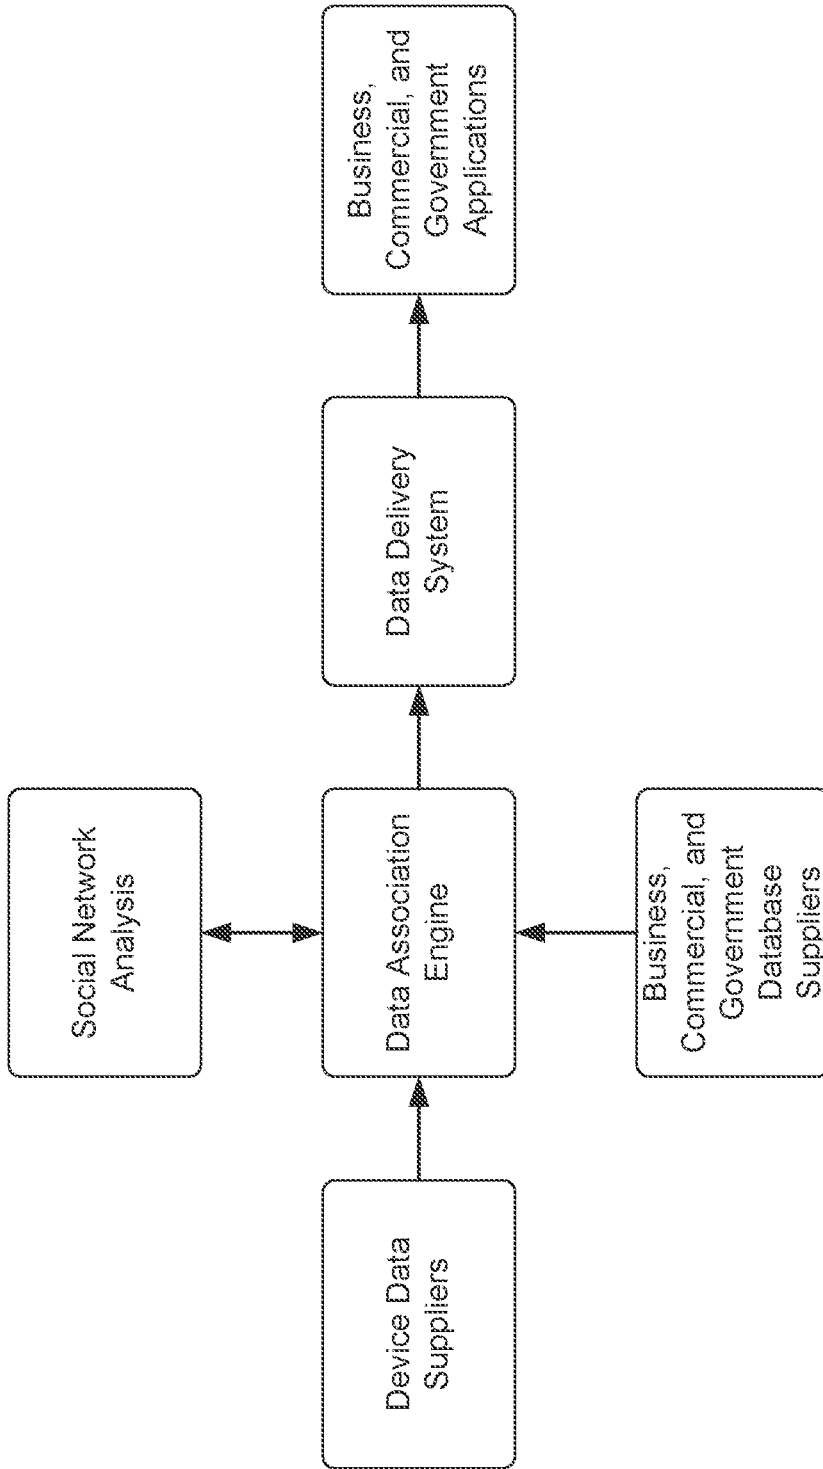 Social Network
Analysis
Device Data
Suppliers
Data Association
Engine
Data Delivery
System
Business,
Commercial, and
Government
Applications
Business,
Commercial, and
Government
Database
Suppliers